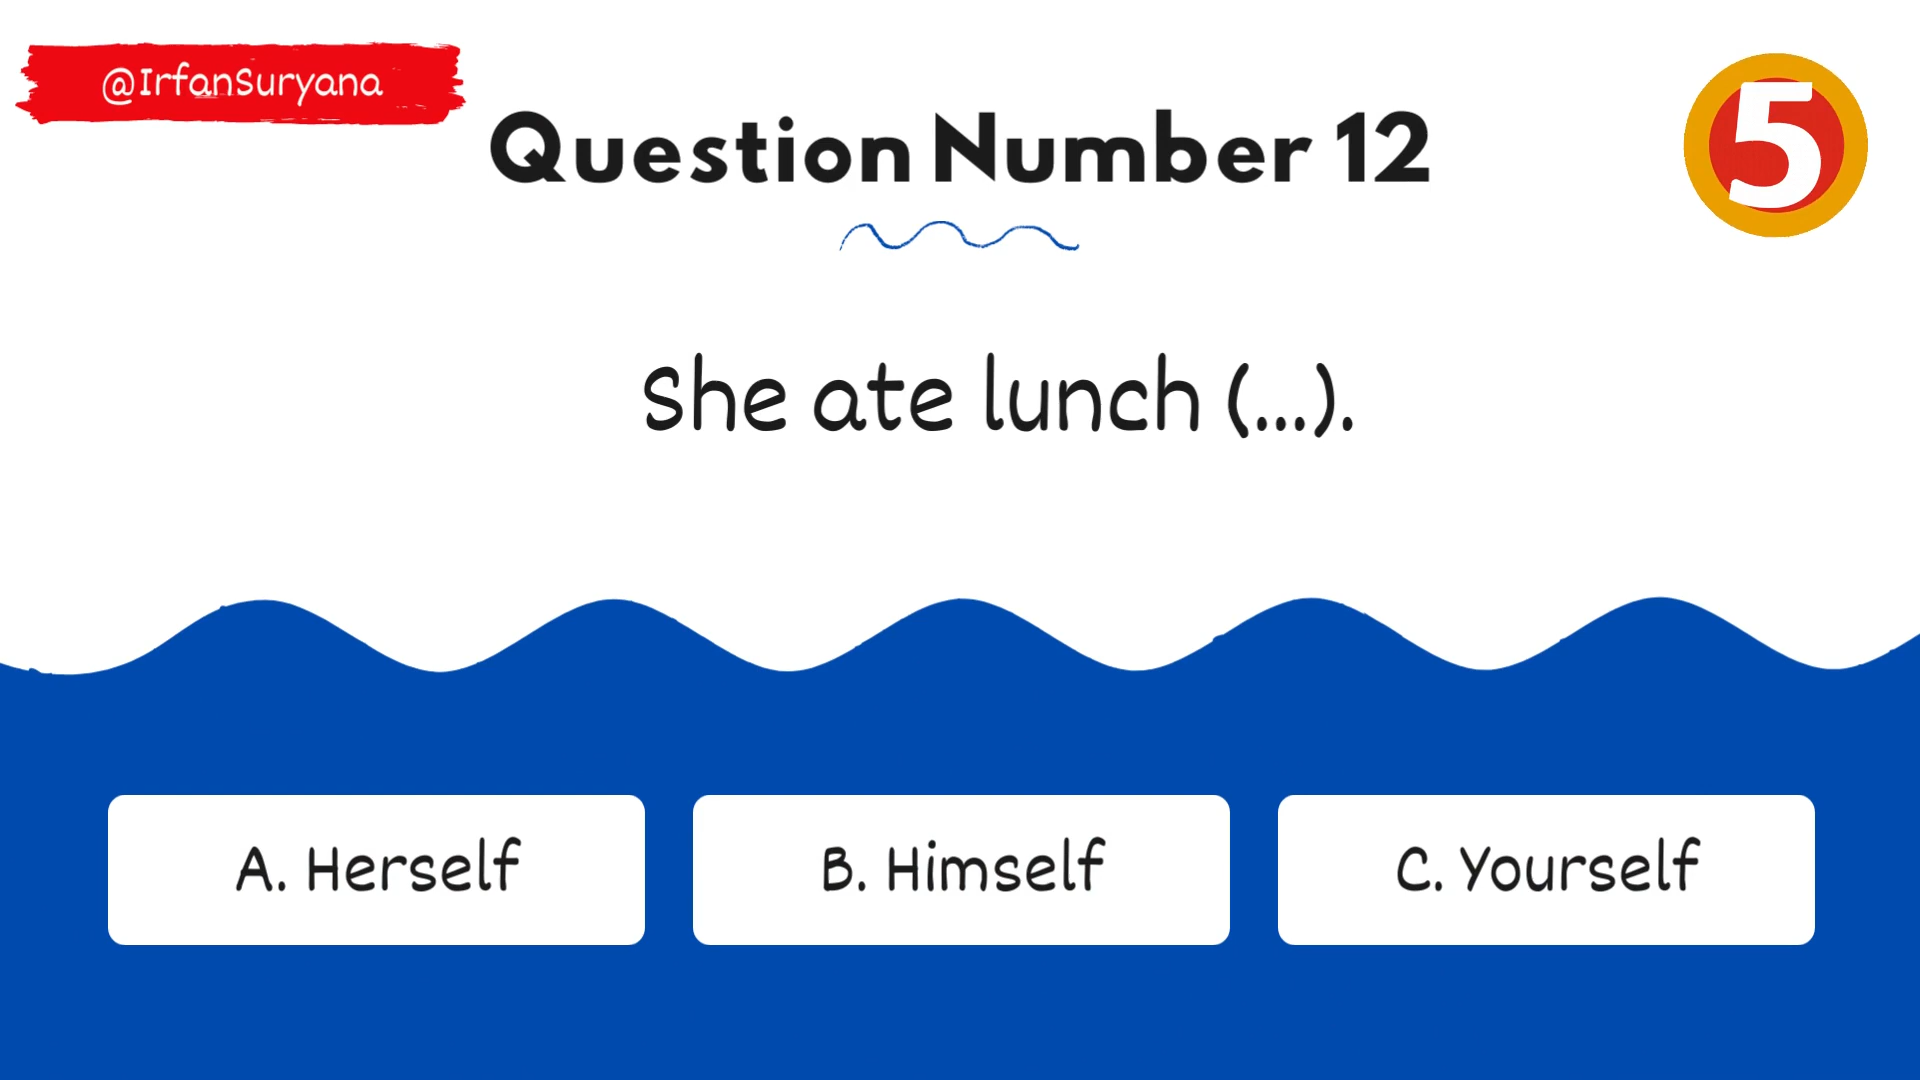 @IrfanSuryana
Question Number 12
5
She ate lunch (...).
A. Herself
B. Himself
C. Yourself